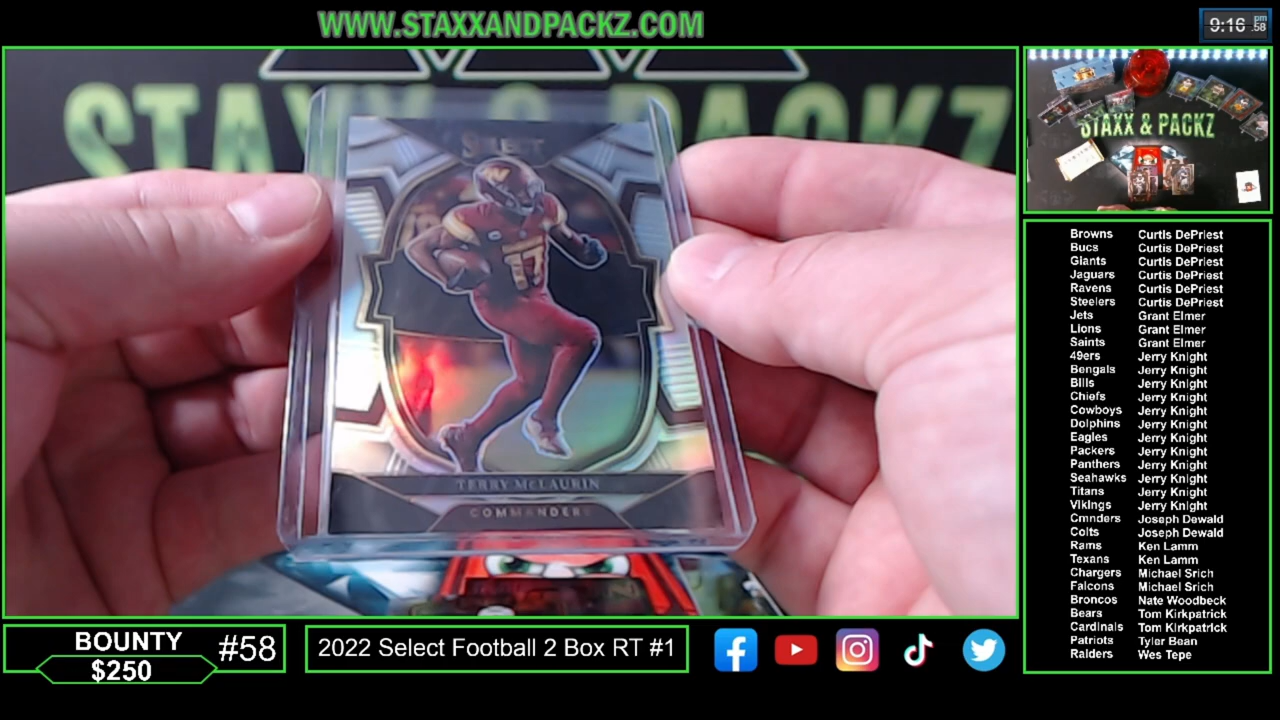 WWW.STAXXANDPACKZ.COM
9:16 pm .58
STAXX & PACKZ
SELECT
17
TERRY McLAURIN
COMMANDERS
STAXX & PACKZ
Browns Curtis DePriest
Bucs Curtis DePriest
Giants Curtis DePriest
Jaguars Curtis DePriest
Ravens Curtis DePriest
Steelers Curtis DePriest
Jets Grant Elmer
Lions Grant Elmer
Saints Grant Elmer
49ers Jerry Knight
Bengals Jerry Knight
Bills Jerry Knight
Chiefs Jerry Knight
Cowboys Jerry Knight
Dolphins Jerry Knight
Eagles Jerry Knight
Packers Jerry Knight
Panthers Jerry Knight
Seahawks Jerry Knight
Titans Jerry Knight
Vikings Jerry Knight
Cmnders Joseph Dewald
Colts Joseph Dewald
Rams Ken Lamm
Texans Ken Lamm
Chargers Michael Srich
Falcons Michael Srich
Broncos Nate Woodbeck
Bears Tom Kirkpatrick
Cardinals Tom Kirkpatrick
Patriots Tyler Bean
Raiders Wes Tepe
BOUNTY #58
$250
2022 Select Football 2 Box RT #1